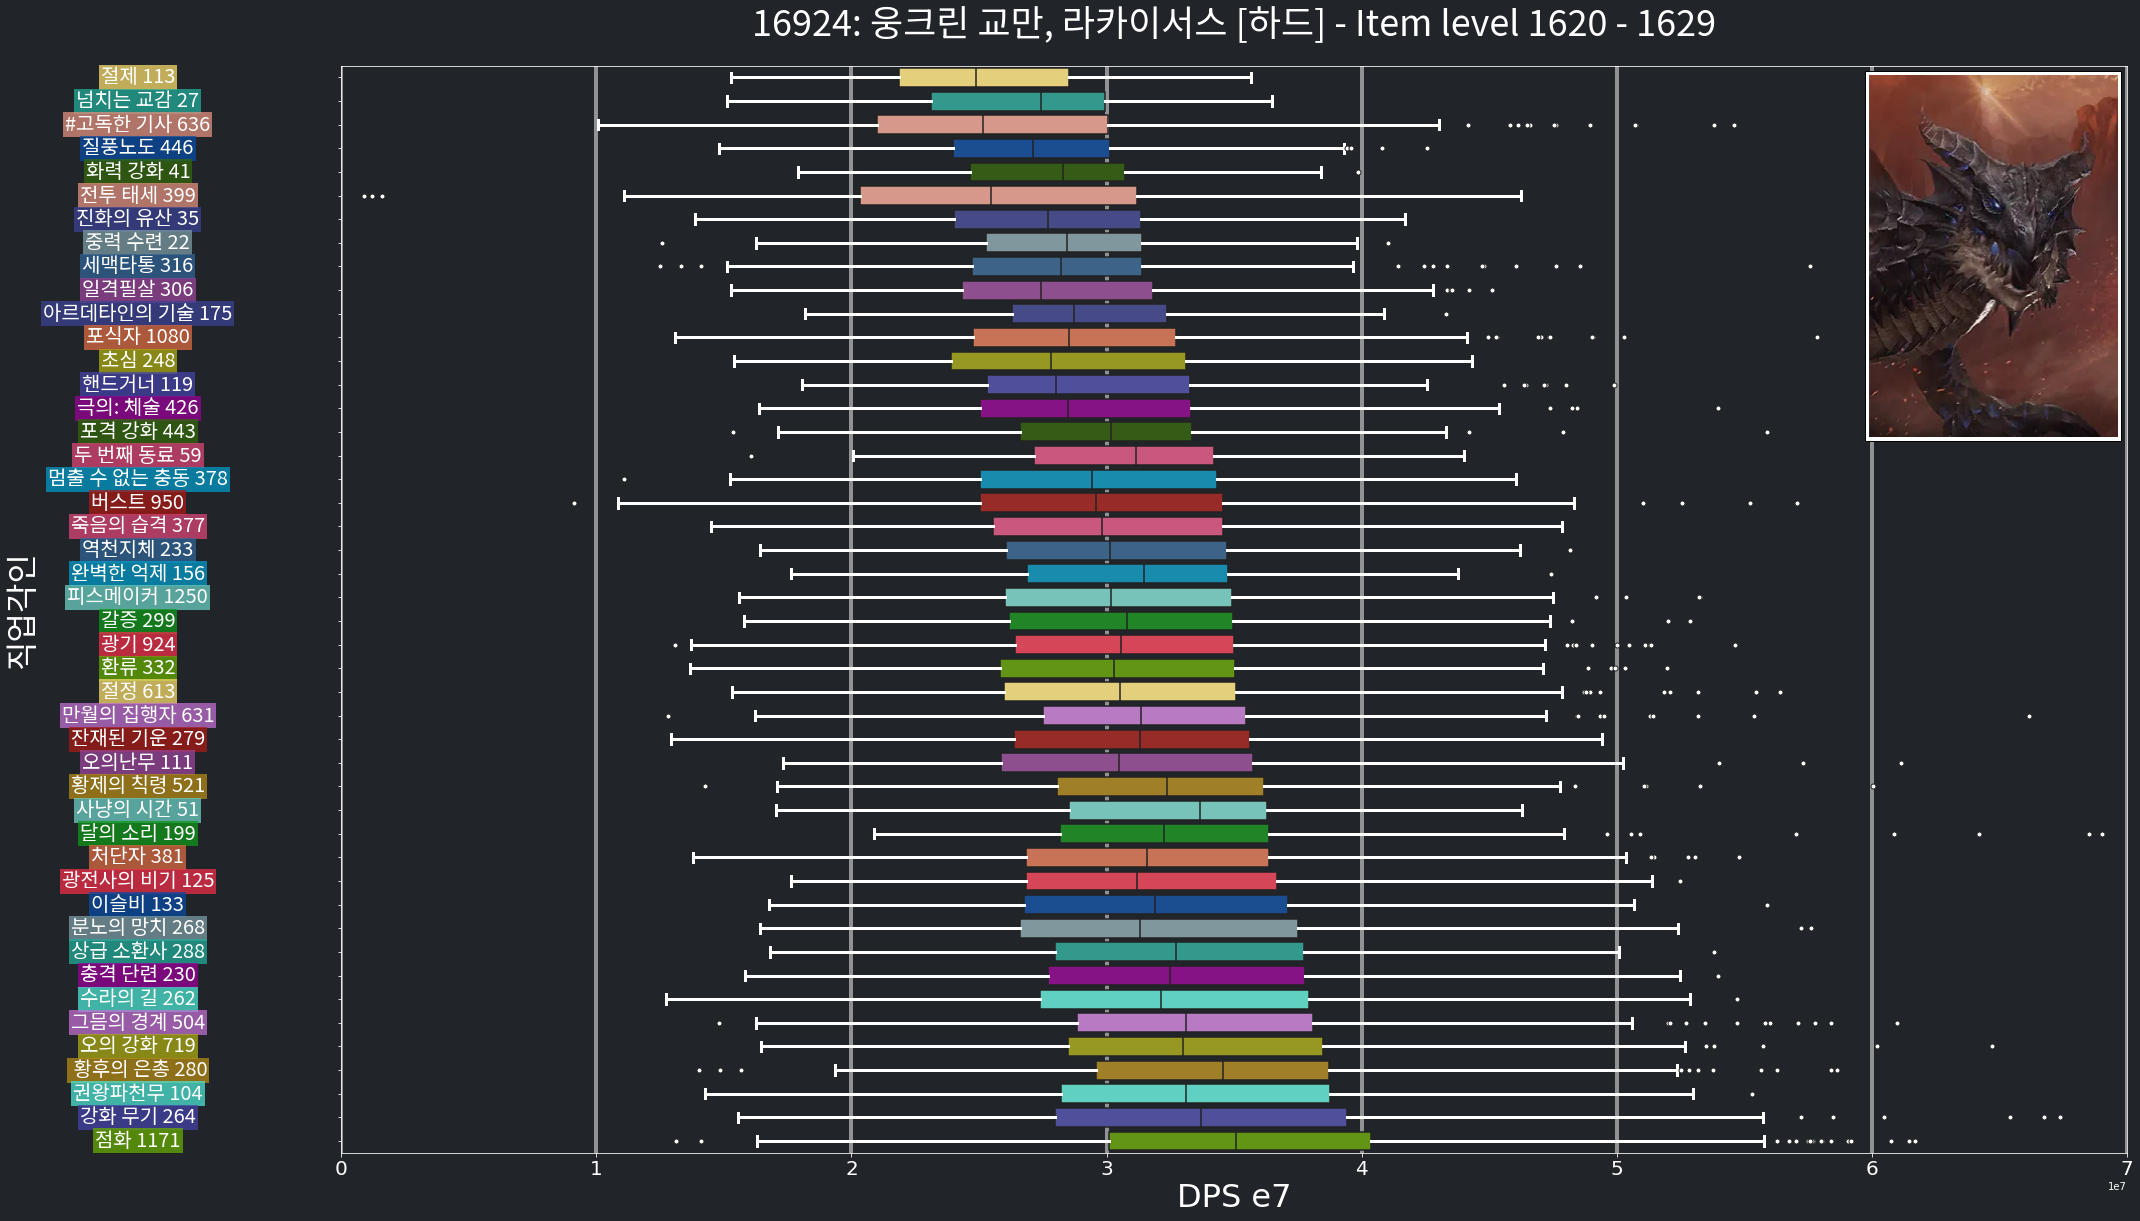 16924: 웅크린 교만, 라카이서스 [하드] - Item level 1620 - 1629
직업각인
절제 113
넘치는 교감 27
#고독한 기사 636
질풍노도 446
화력 강화 41
전투 태세 399
진화의 유산 35
중력 수련 22
세맥타통 316
일격필살 306
아르데타인의 기술 175
포식자 1080
초심 248
핸드거너 119
극의: 체술 426
포격 강화 443
두 번째 동료 59
멈출 수 없는 충동 378
버스트 950
죽음의 습격 377
역천지체 233
완벽한 억제 156
피스메이커 1250
갈증 299
광기 924
환류 332
절정 613
만월의 집행자 631
잔재된 기운 279
오의난무 111
황제의 칙령 521
사냥의 시간 51
달의 소리 199
처단자 381
광전사의 비기 125
이슬비 133
분노의 망치 268
상급 소환사 288
충격 단련 230
수라의 길 262
그믐의 경계 504
오의 강화 719
황후의 은총 280
권왕파천무 104
강화 무기 264
점화 1171
0 1 2 3 4 5 6 7
DPS e7
1e7